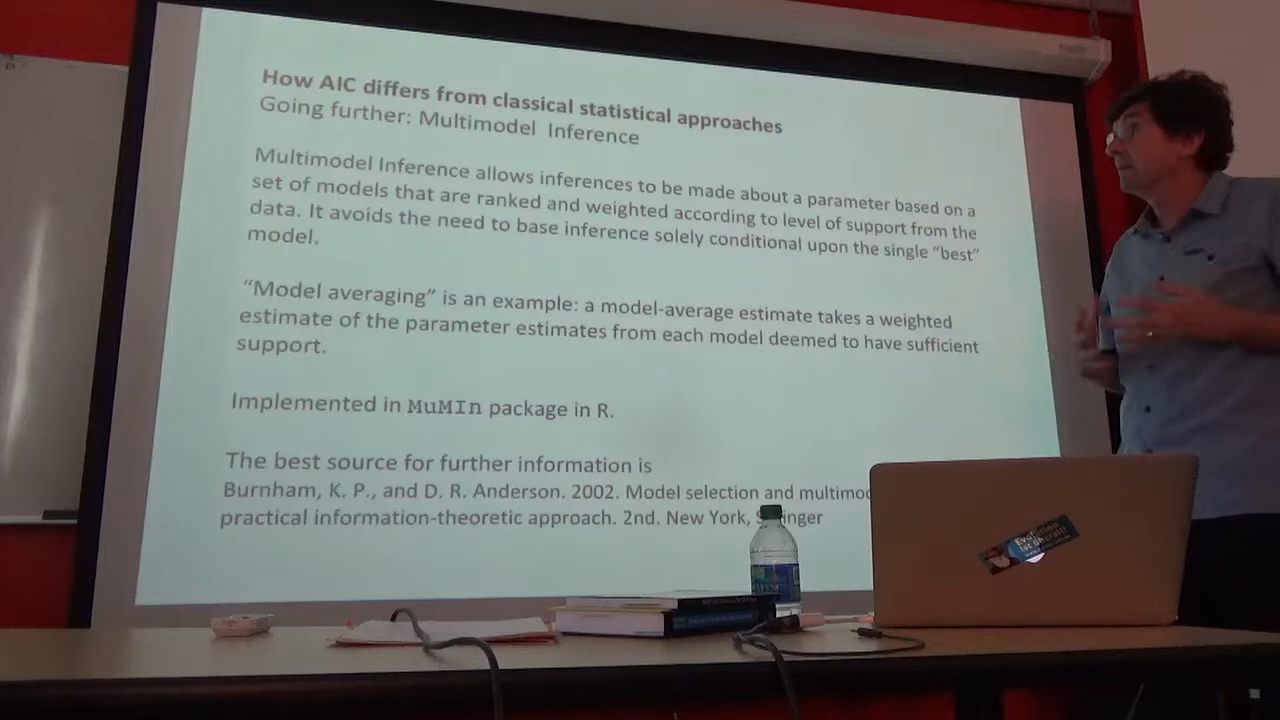 How AIC differs from classical statistical approaches
Going further: Multimodel Inference
Multimodel Inference allows inferences to be made about a parameter based on a
set of models that are ranked and weighted according to level of support from the
data. It avoids the need to base inference solely conditional upon the single “best”
model.
“Model averaging” is an example: a model-average estimate takes a weighted
estimate of the parameter estimates from each model deemed to have sufficient
support.
Implemented in MuMIn package in R.
The best source for further information is
Burnham, K. P., and D. R. Anderson. 2002. Model selection and
practical information-theoretic approach. 2nd. New York,
Evolution
ist überall!